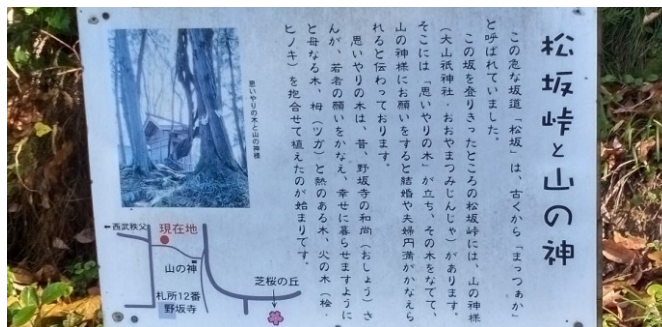 松坂峠と山の神
この急な坂道「松坂」は、古くから「まっつぁか」
と呼ばれていました。
この坂を登りきったところの松坂峠には、山の神様
(大山祇神社・おおやまつみじんじゃ)があります。
そこには「思いやりの木」が立ち、その木をなでて、
山の神様にお願いをすると結婚や夫婦円満がかなえら
れると伝わっております。
思いやりの木は、昔、野坂寺の和尚(おしょう)さ
んが、若者の願いをかなえ、幸せに暮らせますように
と母なる木、栂(ツガ)と熱のある木、火の木(桧・
ヒノキ)を抱合せて植えたのが始まりです。
思いやりの木と山の神様
←西武秩父
現在地
山の神
札所12番
野坂寺
芝桜の丘